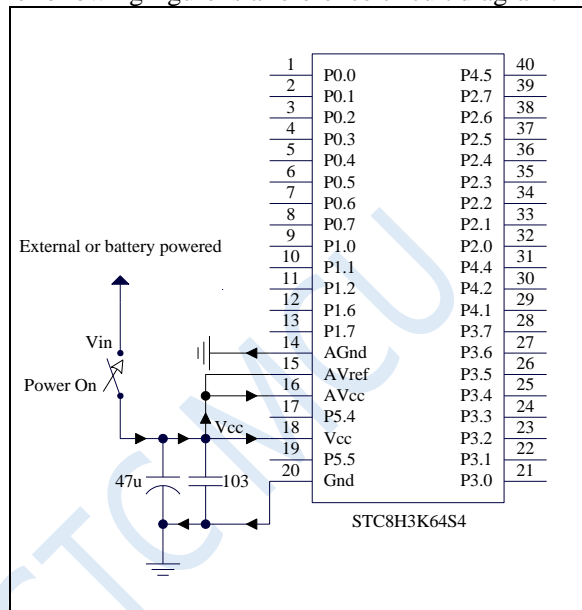 1 P0.0 P4.5 40
2 P0.1 P2.7 39
3 P0.2 P2.6 38
4 P0.3 P2.5 37
5 P0.4 P2.4 36
6 P0.5 P2.3 35
7 P0.6 P2.2 34
8 P0.7 P2.1 33
9 P1.0 P2.0 32
10 P1.1 P4.4 31
11 P1.2 P4.2 30
12 P1.6 P4.1 29
13 P1.7 P3.7 28
14 AGnd P3.6 27
15 AVref P3.5 26
16 AVcc P3.4 25
17 P5.4 P3.3 24
18 Vcc P3.2 23
19 P5.5 P3.1 22
20 Gnd P3.0 21
External or battery powered
Vin
Power On
Vcc
47u
103
STC8H3K64S4
STC MCU